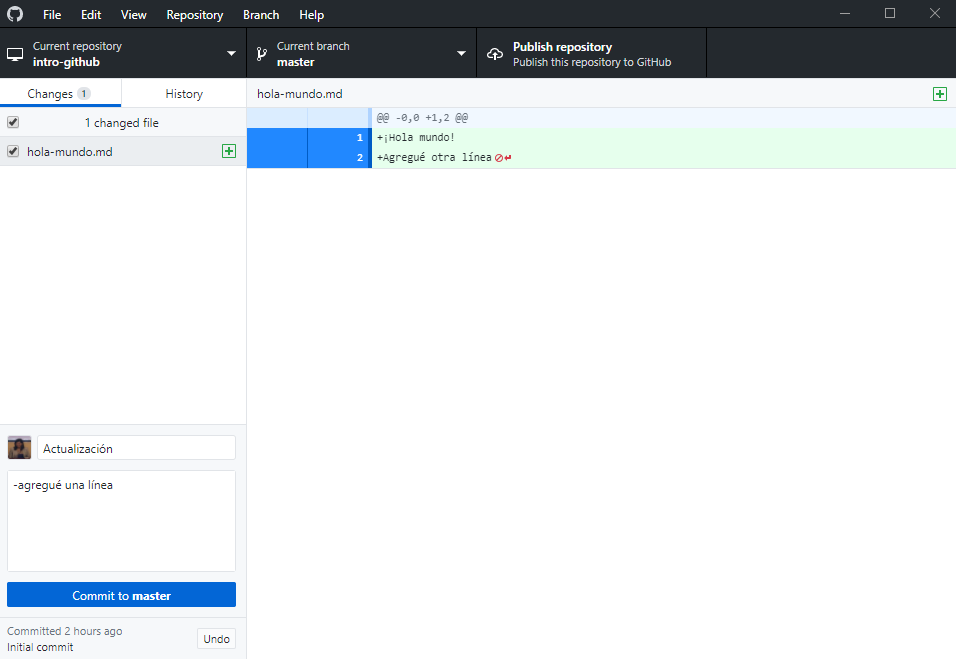 File Edit View Repository Branch Help
Current repository
intro-github
Current branch
master
Publish repository
Publish this repository to GitHub
Changes 1
History
1 changed file
hola-mundo.md
hola-mundo.md
@@ -0,0 +1,2 @@
1 +¡Hola mundo!
2 +Agregué otra línea
Actualización
-agregué una línea
Commit to master
Committed 2 hours ago
Initial commit
Undo